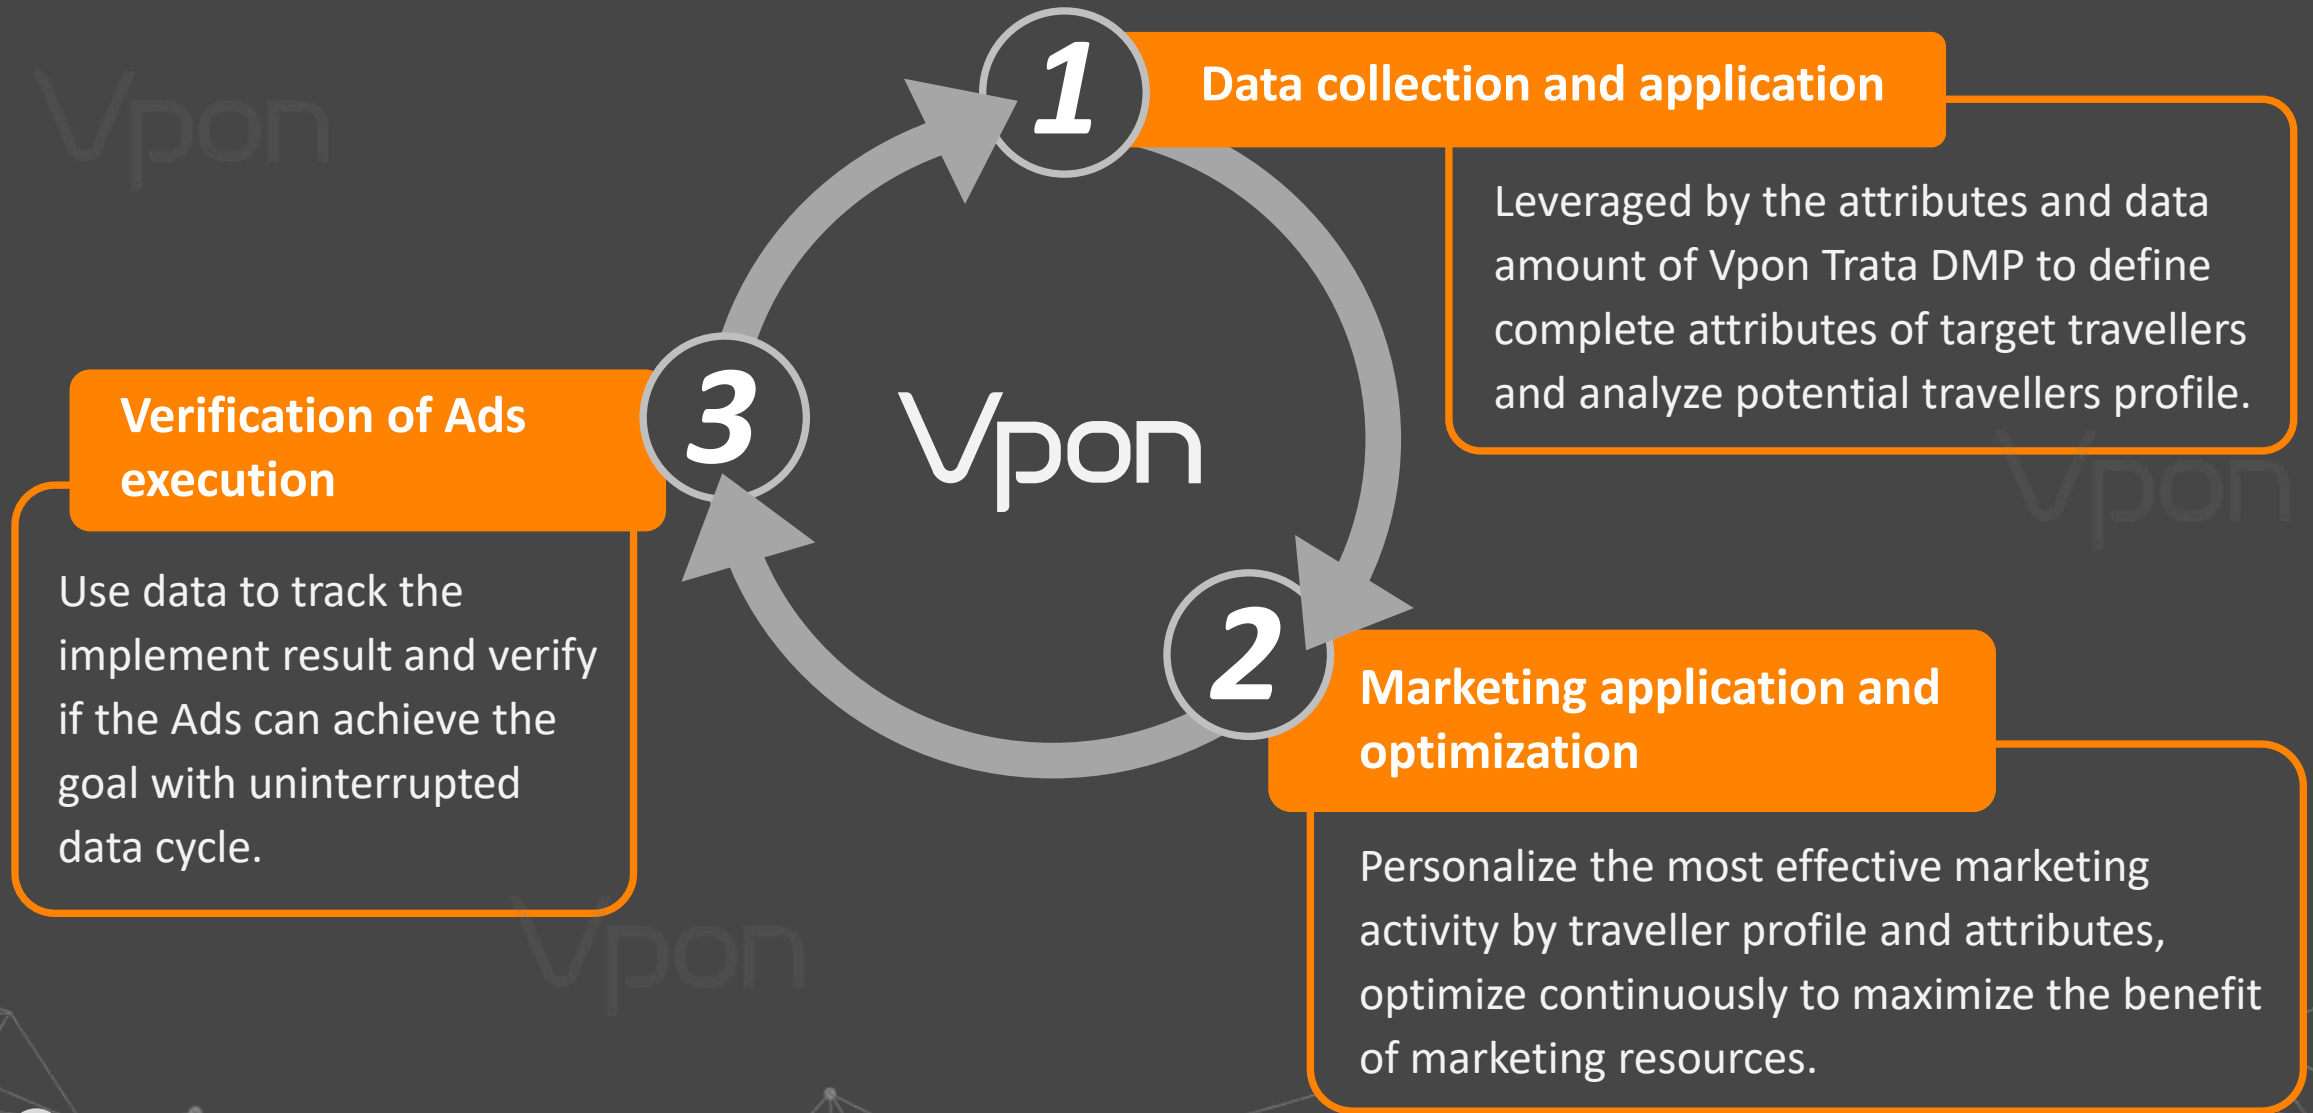 Vpon
1
Data collection and application
Leveraged by the attributes and data
amount of Vpon Trata DMP to define
complete attributes of target travellers
and analyze potential travellers profile.
Vpon
2
Marketing application and
optimization
Personalize the most effective marketing
activity by traveller profile and attributes,
optimize continuously to maximize the benefit
of marketing resources.
3
Verification of Ads
execution
Use data to track the
implement result and verify
if the Ads can achieve the
goal with uninterrupted
data cycle.
Vpon
Vpon